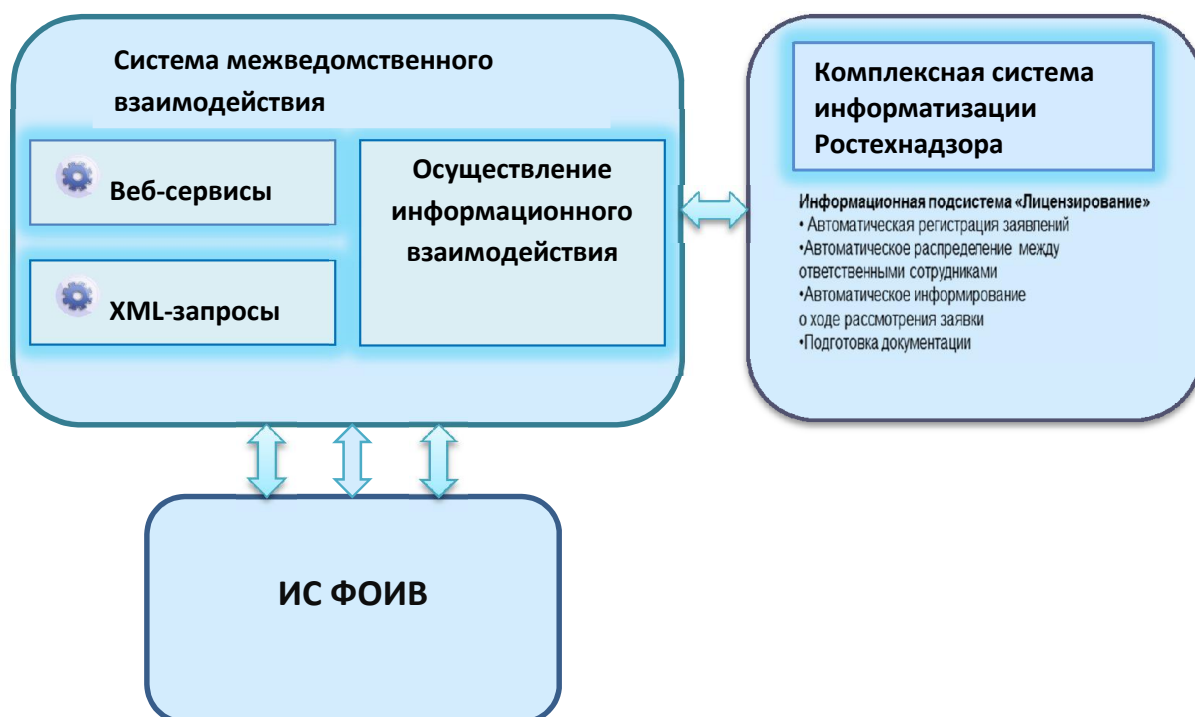 Система межведомственного
взаимодействия
Веб-сервисы
XML-запросы
Осуществление
информационного
взаимодействия
Комплексная система
информатизации
Ростехнадзора
Информационная подсистема «Лицензирование»
• Автоматическая регистрация заявлений
•Автоматическое распределение между
ответственными сотрудниками
•Автоматическое информирование
о ходе рассмотрения заявки
•Подготовка документации
ИС ФОИВ